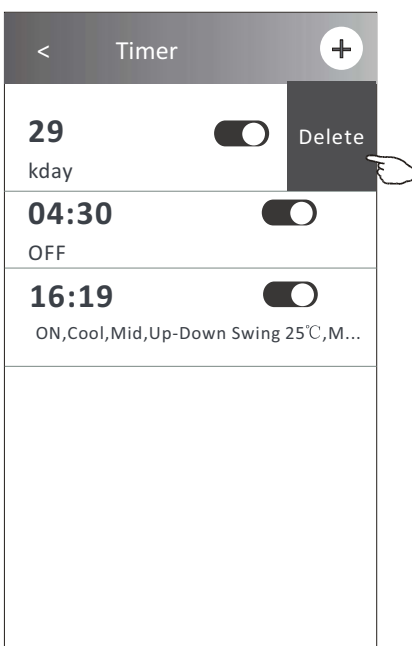 < Timer +
29 Delete
kday
04:30
OFF
16:19
ON,Cool,Mid,Up-Down Swing 25℃,M...